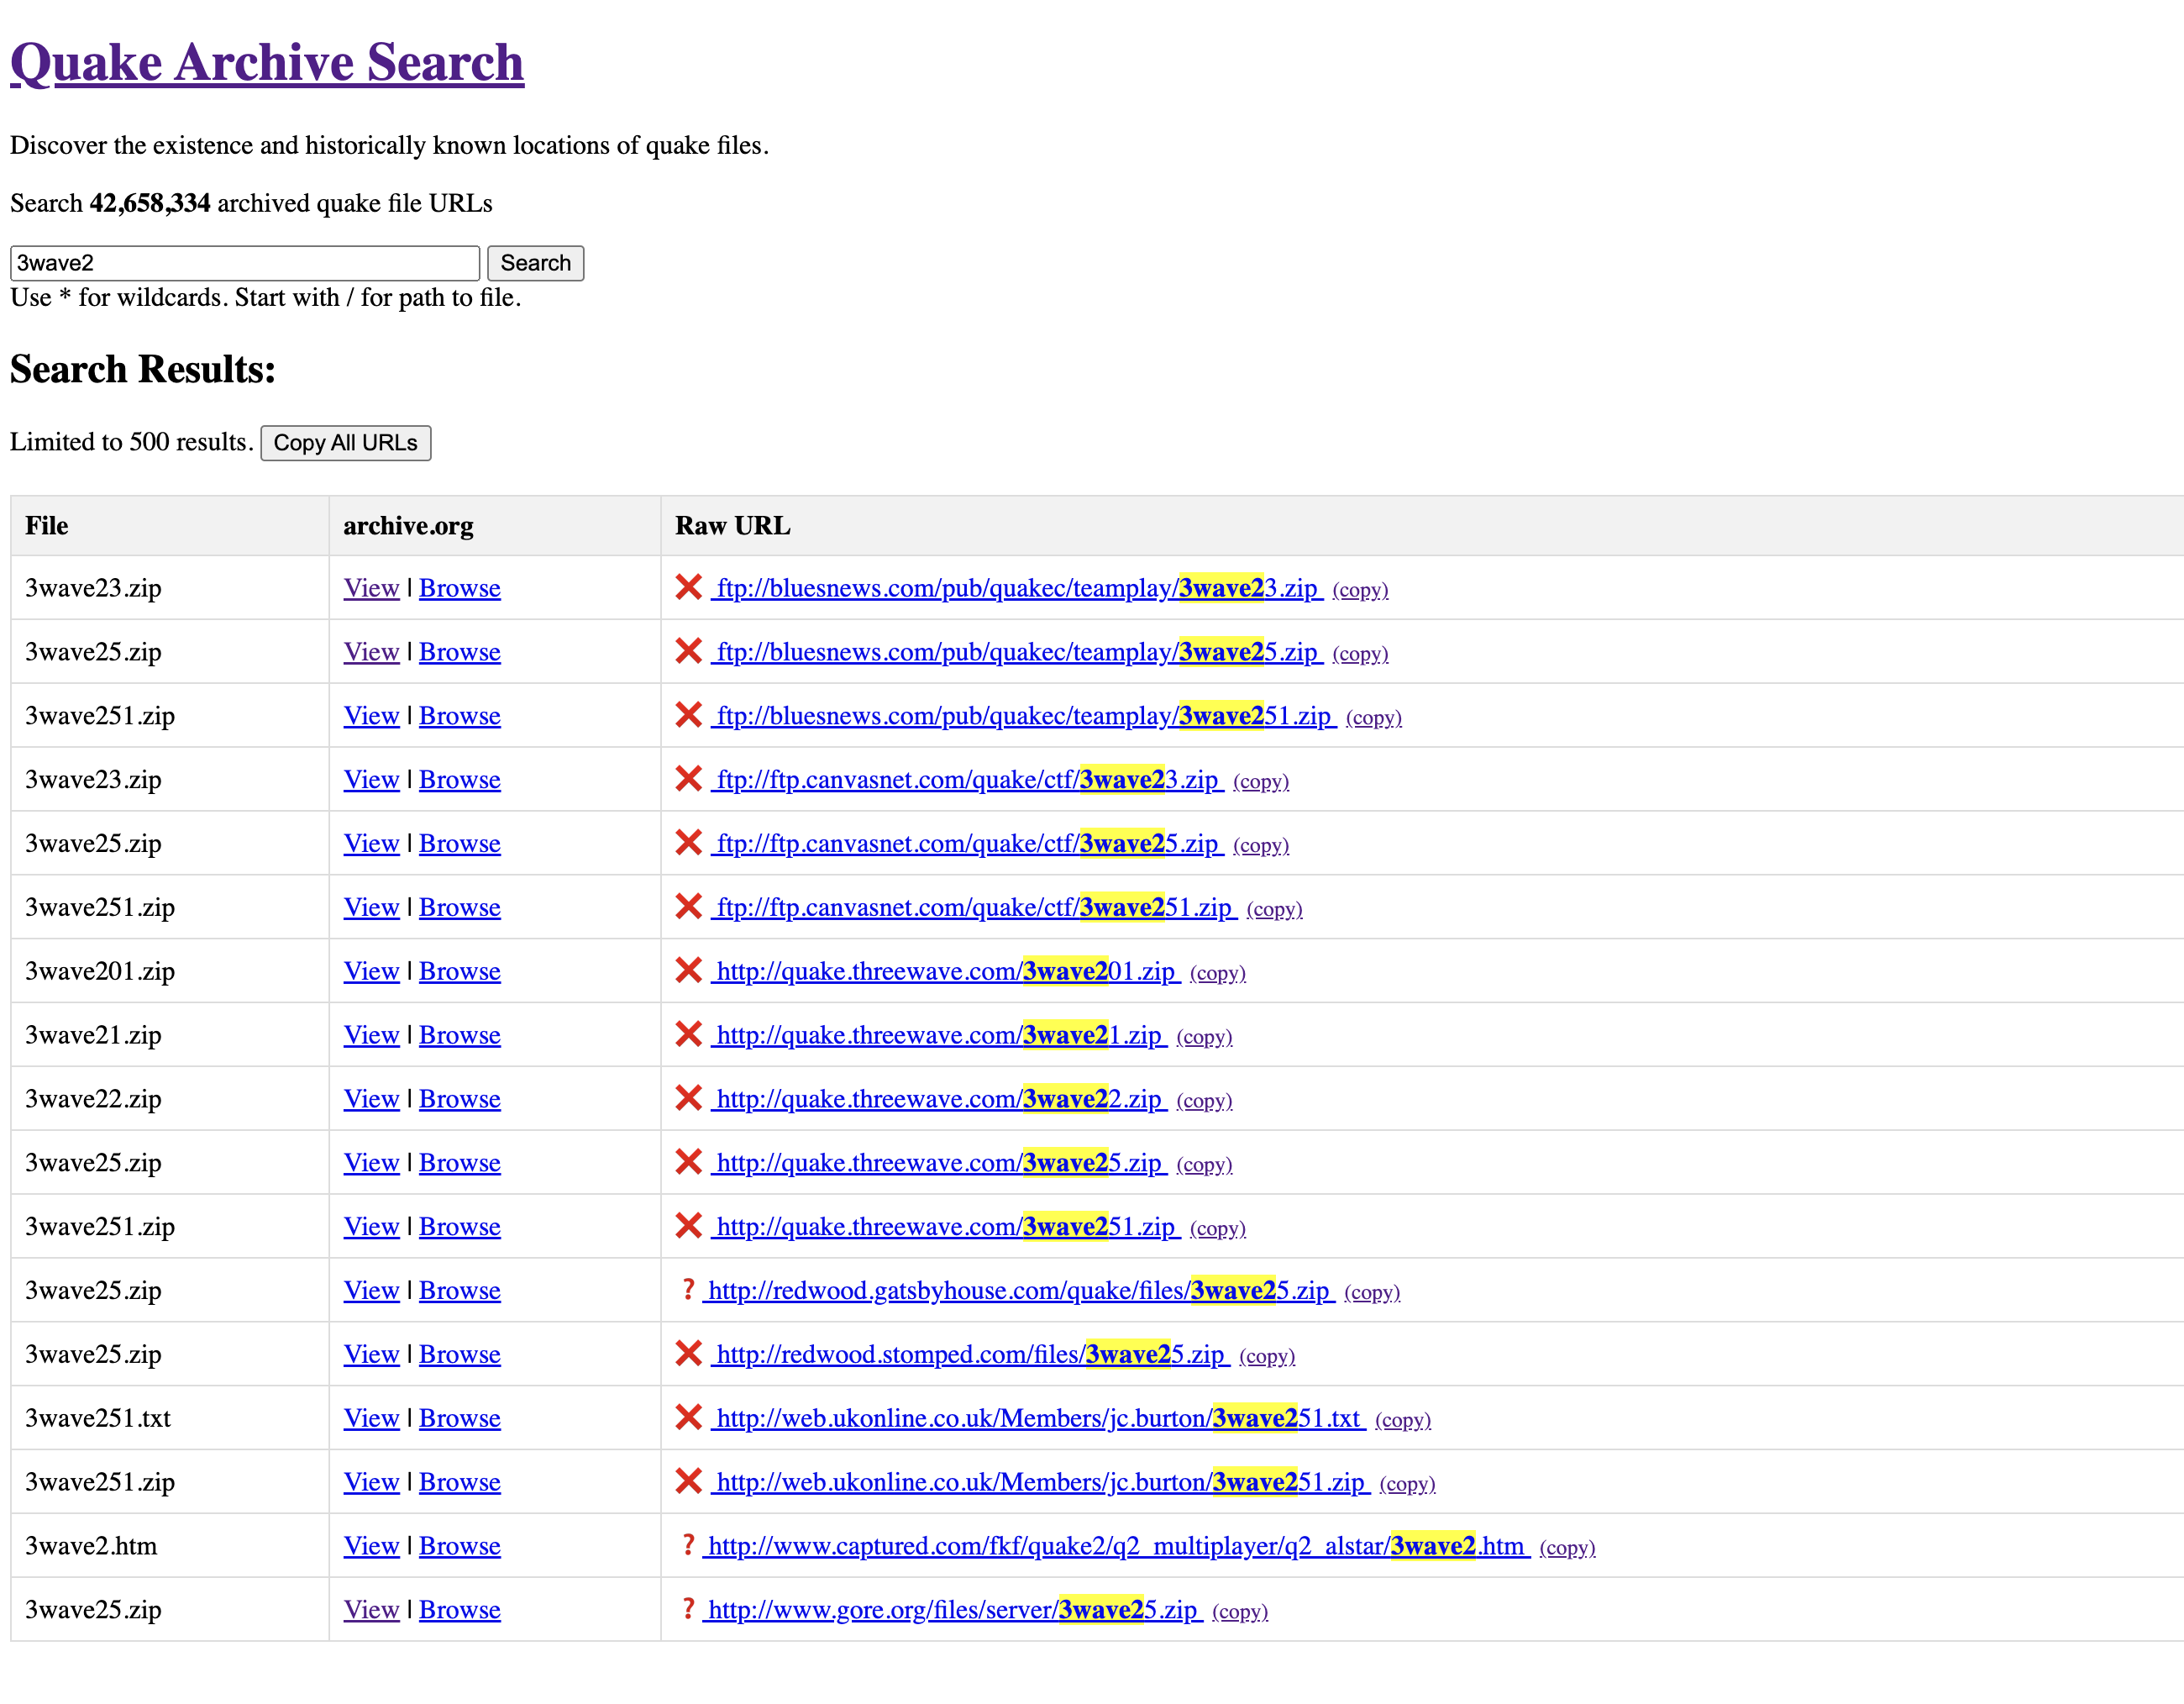 Quake Archive Search
Discover the existence and historically known locations of quake files.
Search 42,658,334 archived quake file URLs
3wave2 Search
Use * for wildcards. Start with / for path to file.
Search Results:
Limited to 500 results. Copy All URLs
File archive.org Raw URL
3wave23.zip View | Browse ❌ ftp://bluesnews.com/pub/quakec/teamplay/3wave23.zip (copy)
3wave25.zip View | Browse ❌ ftp://bluesnews.com/pub/quakec/teamplay/3wave25.zip (copy)
3wave251.zip View | Browse ❌ ftp://bluesnews.com/pub/quakec/teamplay/3wave251.zip (copy)
3wave23.zip View | Browse ❌ ftp://ftp.canvasnet.com/quake/ctf/3wave23.zip (copy)
3wave25.zip View | Browse ❌ ftp://ftp.canvasnet.com/quake/ctf/3wave25.zip (copy)
3wave251.zip View | Browse ❌ ftp://ftp.canvasnet.com/quake/ctf/3wave251.zip (copy)
3wave201.zip View | Browse ❌ http://quake.threewave.com/3wave201.zip (copy)
3wave21.zip View | Browse ❌ http://quake.threewave.com/3wave21.zip (copy)
3wave22.zip View | Browse ❌ http://quake.threewave.com/3wave22.zip (copy)
3wave25.zip View | Browse ❌ http://quake.threewave.com/3wave25.zip (copy)
3wave251.zip View | Browse ❌ http://quake.threewave.com/3wave251.zip (copy)
3wave25.zip View | Browse ? http://redwood.gatsbyhouse.com/quake/files/3wave25.zip (copy)
3wave25.zip View | Browse ❌ http://redwood.stomped.com/files/3wave25.zip (copy)
3wave251.txt View | Browse ❌ http://web.ukonline.co.uk/Members/jc.burton/3wave251.txt (copy)
3wave251.zip View | Browse ❌ http://web.ukonline.co.uk/Members/jc.burton/3wave251.zip (copy)
3wave2.htm View | Browse ? http://www.captured.com/fkf/quake2/q2_multiplayer/q2_alstar/3wave2.htm (copy)
3wave25.zip View | Browse ? http://www.gore.org/files/server/3wave25.zip (copy)